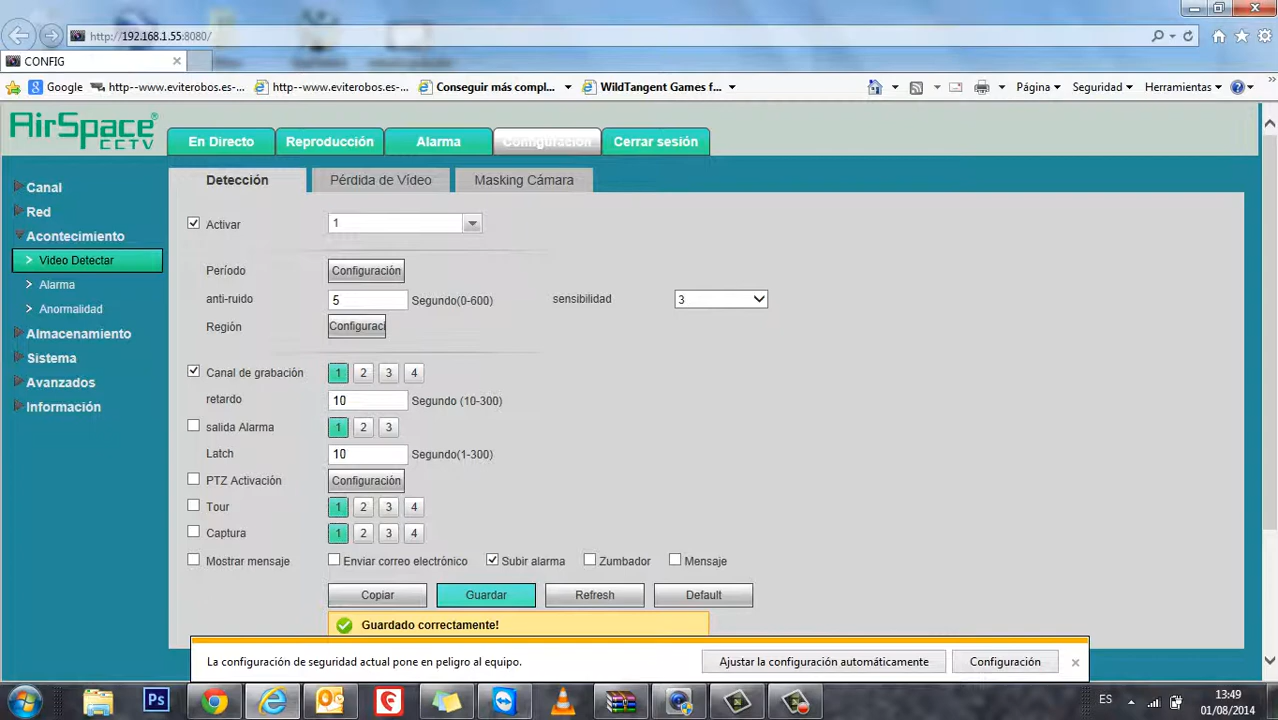 http://192.168.1.55:8080/
CONFIG
Google http--www.eviterobos.es-... http--www.eviterobos.es-... Conseguir más compl... WildTangent Games f... Página Seguridad Herramientas
AirSpace®
CCTV
En Directo Reproducción Alarma Configuración Cerrar sesión
Detección Pérdida de Vídeo Masking Cámara
Canal
Red
Acontecimiento
Video Detectar
Alarma
Anormalidad
Almacenamiento
Sistema
Avanzados
Información
Activar 1
Período Configuración
anti-ruido 5 Segundo(0-600) sensibilidad 3
Región Configuraci
Canal de grabación 1 2 3 4
retardo 10 Segundo (10-300)
salida Alarma 1 2 3
Latch 10 Segundo(1-300)
PTZ Activación Configuración
Tour 1 2 3 4
Captura 1 2 3 4
Mostrar mensaje Enviar correo electrónico Subir alarma Zumbador Mensaje
Copiar Guardar Refresh Default
Guardado correctamente!
La configuración de seguridad actual pone en peligro al equipo. Ajustar la configuración automáticamente Configuración
Ps ES 13:49
01/08/2014